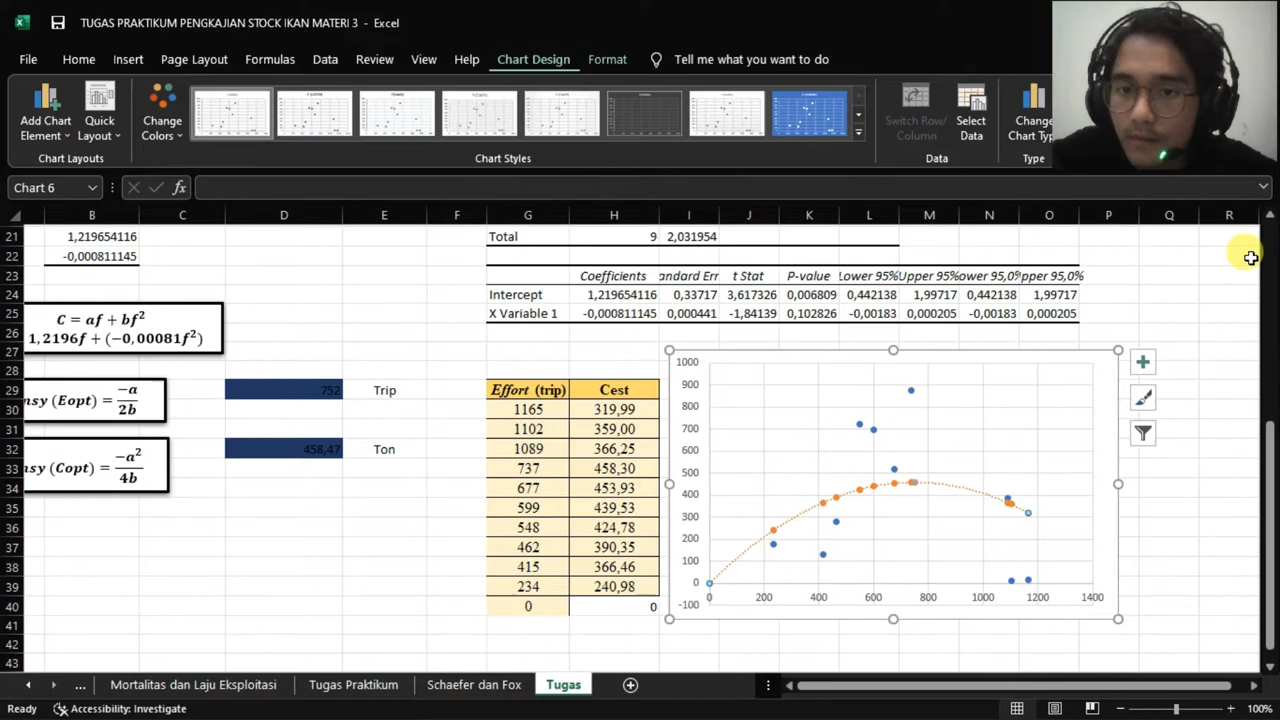 TUGAS PRAKTIKUM PENGKAJIAN STOCK IKAN MATERI 3 - Excel
File Home Insert Page Layout Formulas Data Review View Help Chart Design Format Tell me what you want to do
Add Chart Element Quick Layout Change Colors Switch Row/Column Select Data Change Chart Type
Chart Layouts Chart Styles Data Type
Chart 6 fx
B C D E F G H I J K L M N O P Q R
21 1,219654116 Total 9 2,031954
22 -0,000811145
23 Coefficients andard Err t Stat P-value Lower 95% Upper 95% ower 95,0% pper 95,0%
24 Intercept 1,219654116 0,33717 3,617326 0,006809 0,442138 1,99717 0,442138 1,99717
25 X Variable 1 -0,000811145 0,000441 -1,84139 0,102826 -0,00183 0,000205 -0,00183 0,000205
C = af + bf²
26 1,2196f + (−0,00081f²)
27
28
29 msy (Eopt) = −a/2b 752 Trip Effort (trip) Cest
30 1165 319,99
31 1102 359,00
32 msy (Copt) = −a²/4b 458,47 Ton 1089 366,25
33 737 458,30
34 677 453,93
35 599 439,53
36 548 424,78
37 462 390,35
38 415 366,46
39 234 240,98
40 0 0
41
42
43
1000
900
800
700
600
500
400
300
200
100
0
-100
0 200 400 600 800 1000 1200 1400
... Mortalitas dan Laju Eksploitasi Tugas Praktikum Schaefer dan Fox Tugas
Ready Accessibility: Investigate 100%